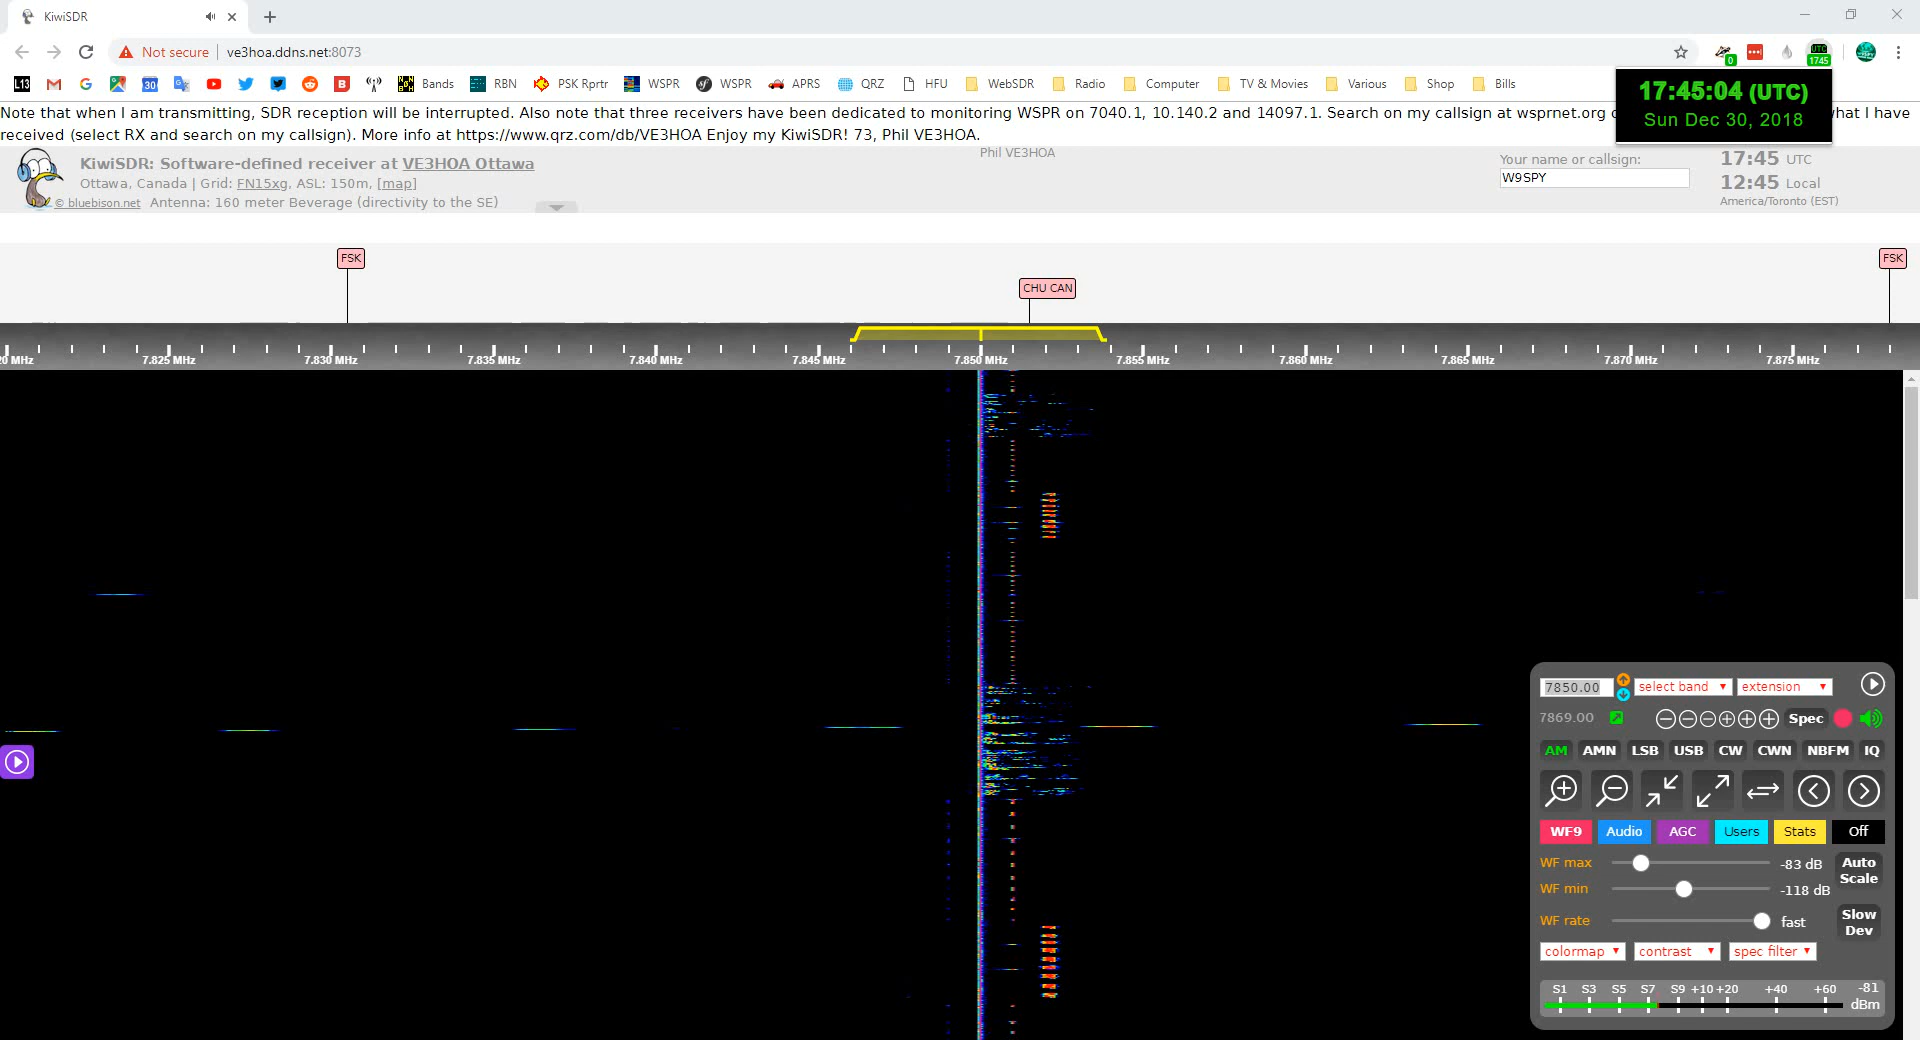 KiwiSDR
Not secure ve3hoa.ddns.net:8073
0 UTC 1745
L13 30 B Bands RBN PSK Rprtr WSPR WSPR APRS QRZ HFU WebSDR Radio Computer TV & Movies Various Shop Bills
17:45:04 (UTC)
Sun Dec 30, 2018
Note that when I am transmitting, SDR reception will be interrupted. Also note that three receivers have been dedicated to monitoring WSPR on 7040.1, 10.140.2 and 14097.1. Search on my callsign at wsprnet.org hat I have
received (select RX and search on my callsign). More info at https://www.qrz.com/db/VE3HOA Enjoy my KiwiSDR! 73, Phil VE3HOA.
Phil VE3HOA
KiwiSDR: Software-defined receiver at VE3HOA Ottawa
Ottawa, Canada | Grid: FN15xg, ASL: 150m, [map]
© bluebison.net Antenna: 160 meter Beverage (directivity to the SE)
Your name or callsign:
W9SPY
17:45 UTC
12:45 Local
America/Toronto (EST)
FSK FSK
CHU CAN
20 MHz 7.825 MHz 7.830 MHz 7.835 MHz 7.840 MHz 7.845 MHz 7.850 MHz 7.855 MHz 7.860 MHz 7.865 MHz 7.870 MHz 7.875 MHz
7850.00 select band extension
7869.00 Spec
AM AMN LSB USB CW CWN NBFM IQ
WF9 Audio AGC Users Stats Off
WF max -83 dB Auto Scale
WF min -118 dB
WF rate fast Slow Dev
colormap contrast spec filter
S1 S3 S5 S7 S9 +10 +20 +40 +60 -81 dBm